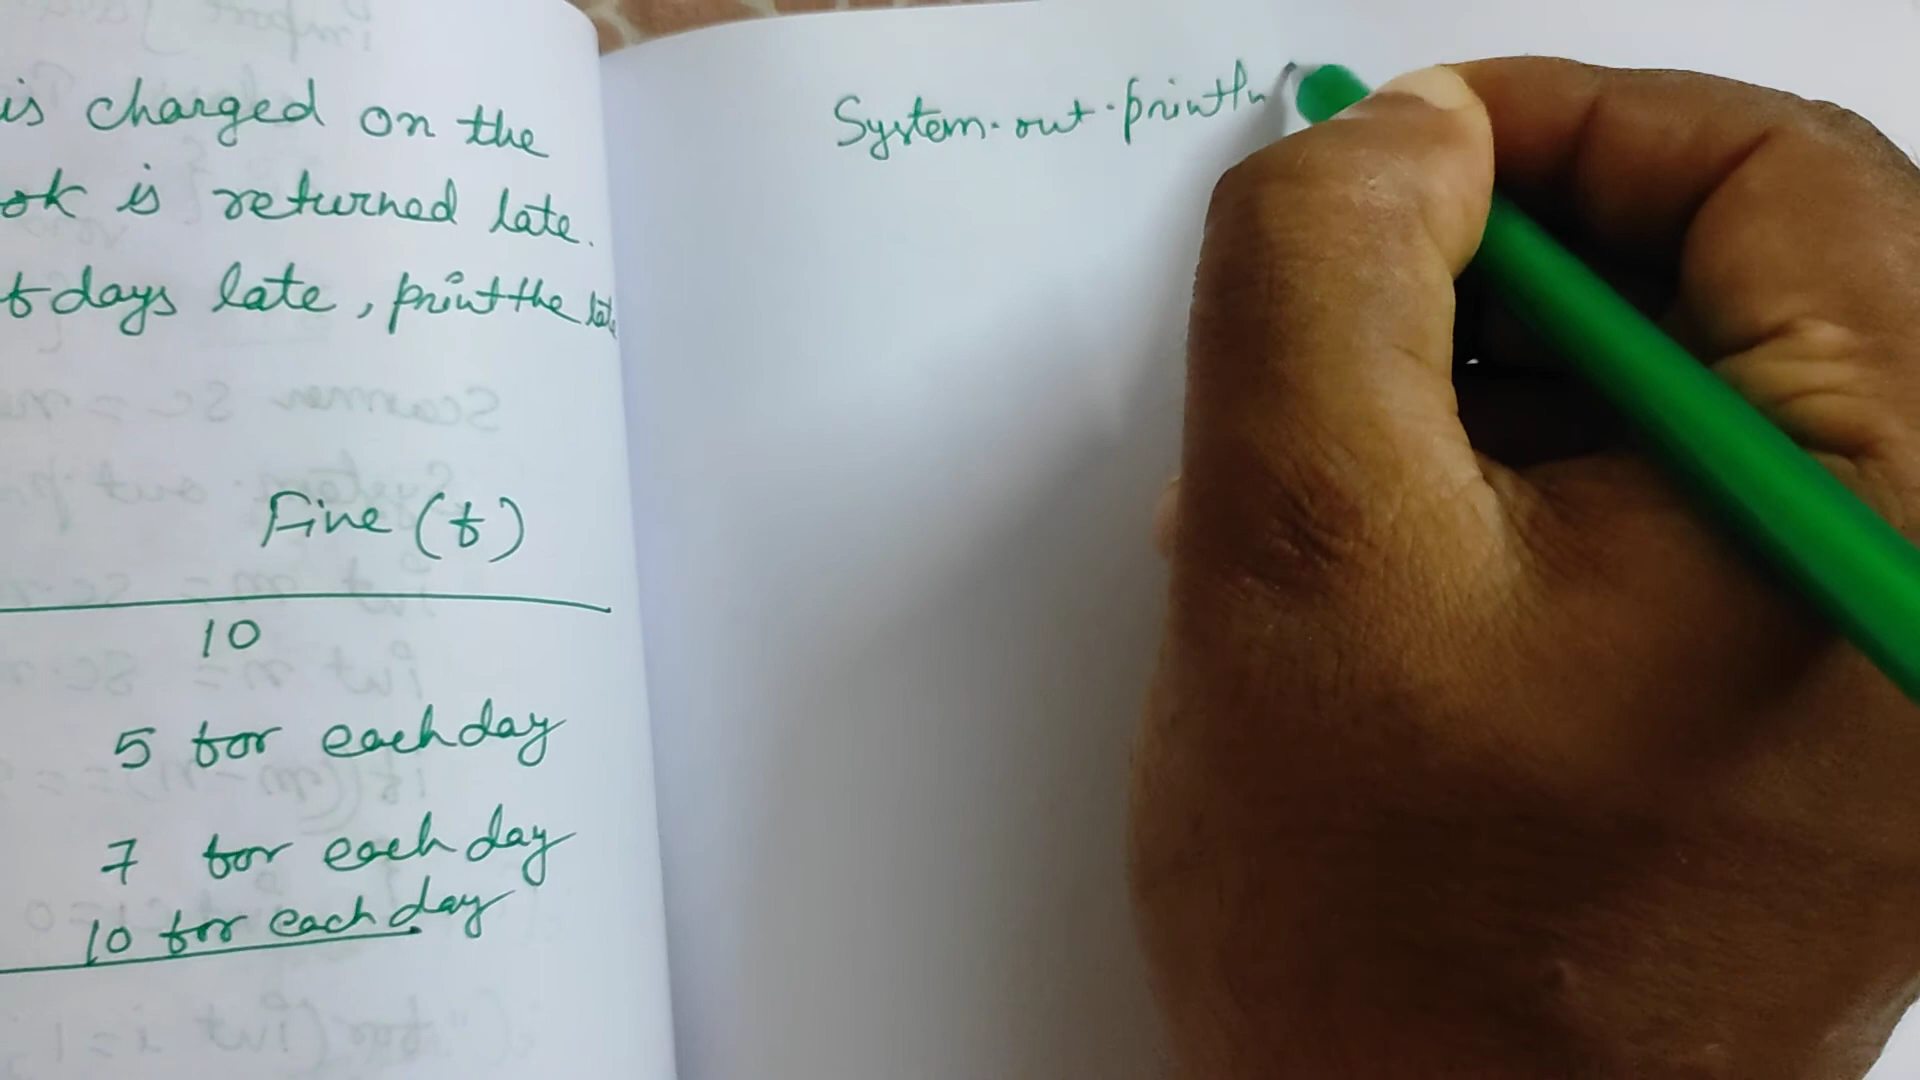 is charged on the
ok is returned late.
t days late, print the late
Fine (₹)
10
5 for each day
7 for each day
10 for each day
System.out.println